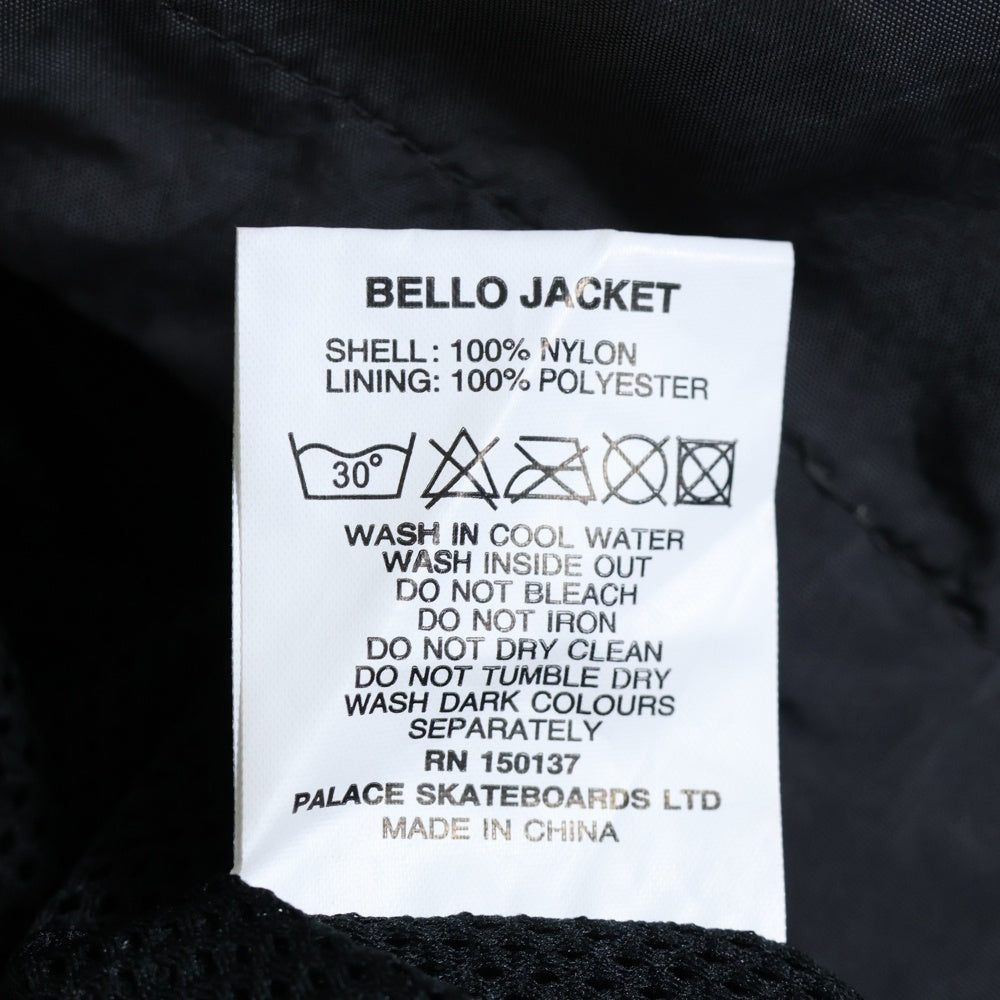 BELLO JACKET
SHELL: 100% NYLON
LINING: 100% POLYESTER
30°
WASH IN COOL WATER
WASH INSIDE OUT
DO NOT BLEACH
DO NOT IRON
DO NOT DRY CLEAN
DO NOT TUMBLE DRY
WASH DARK COLOURS
SEPARATELY
RN 150137
PALACE SKATEBOARDS LTD
MADE IN CHINA